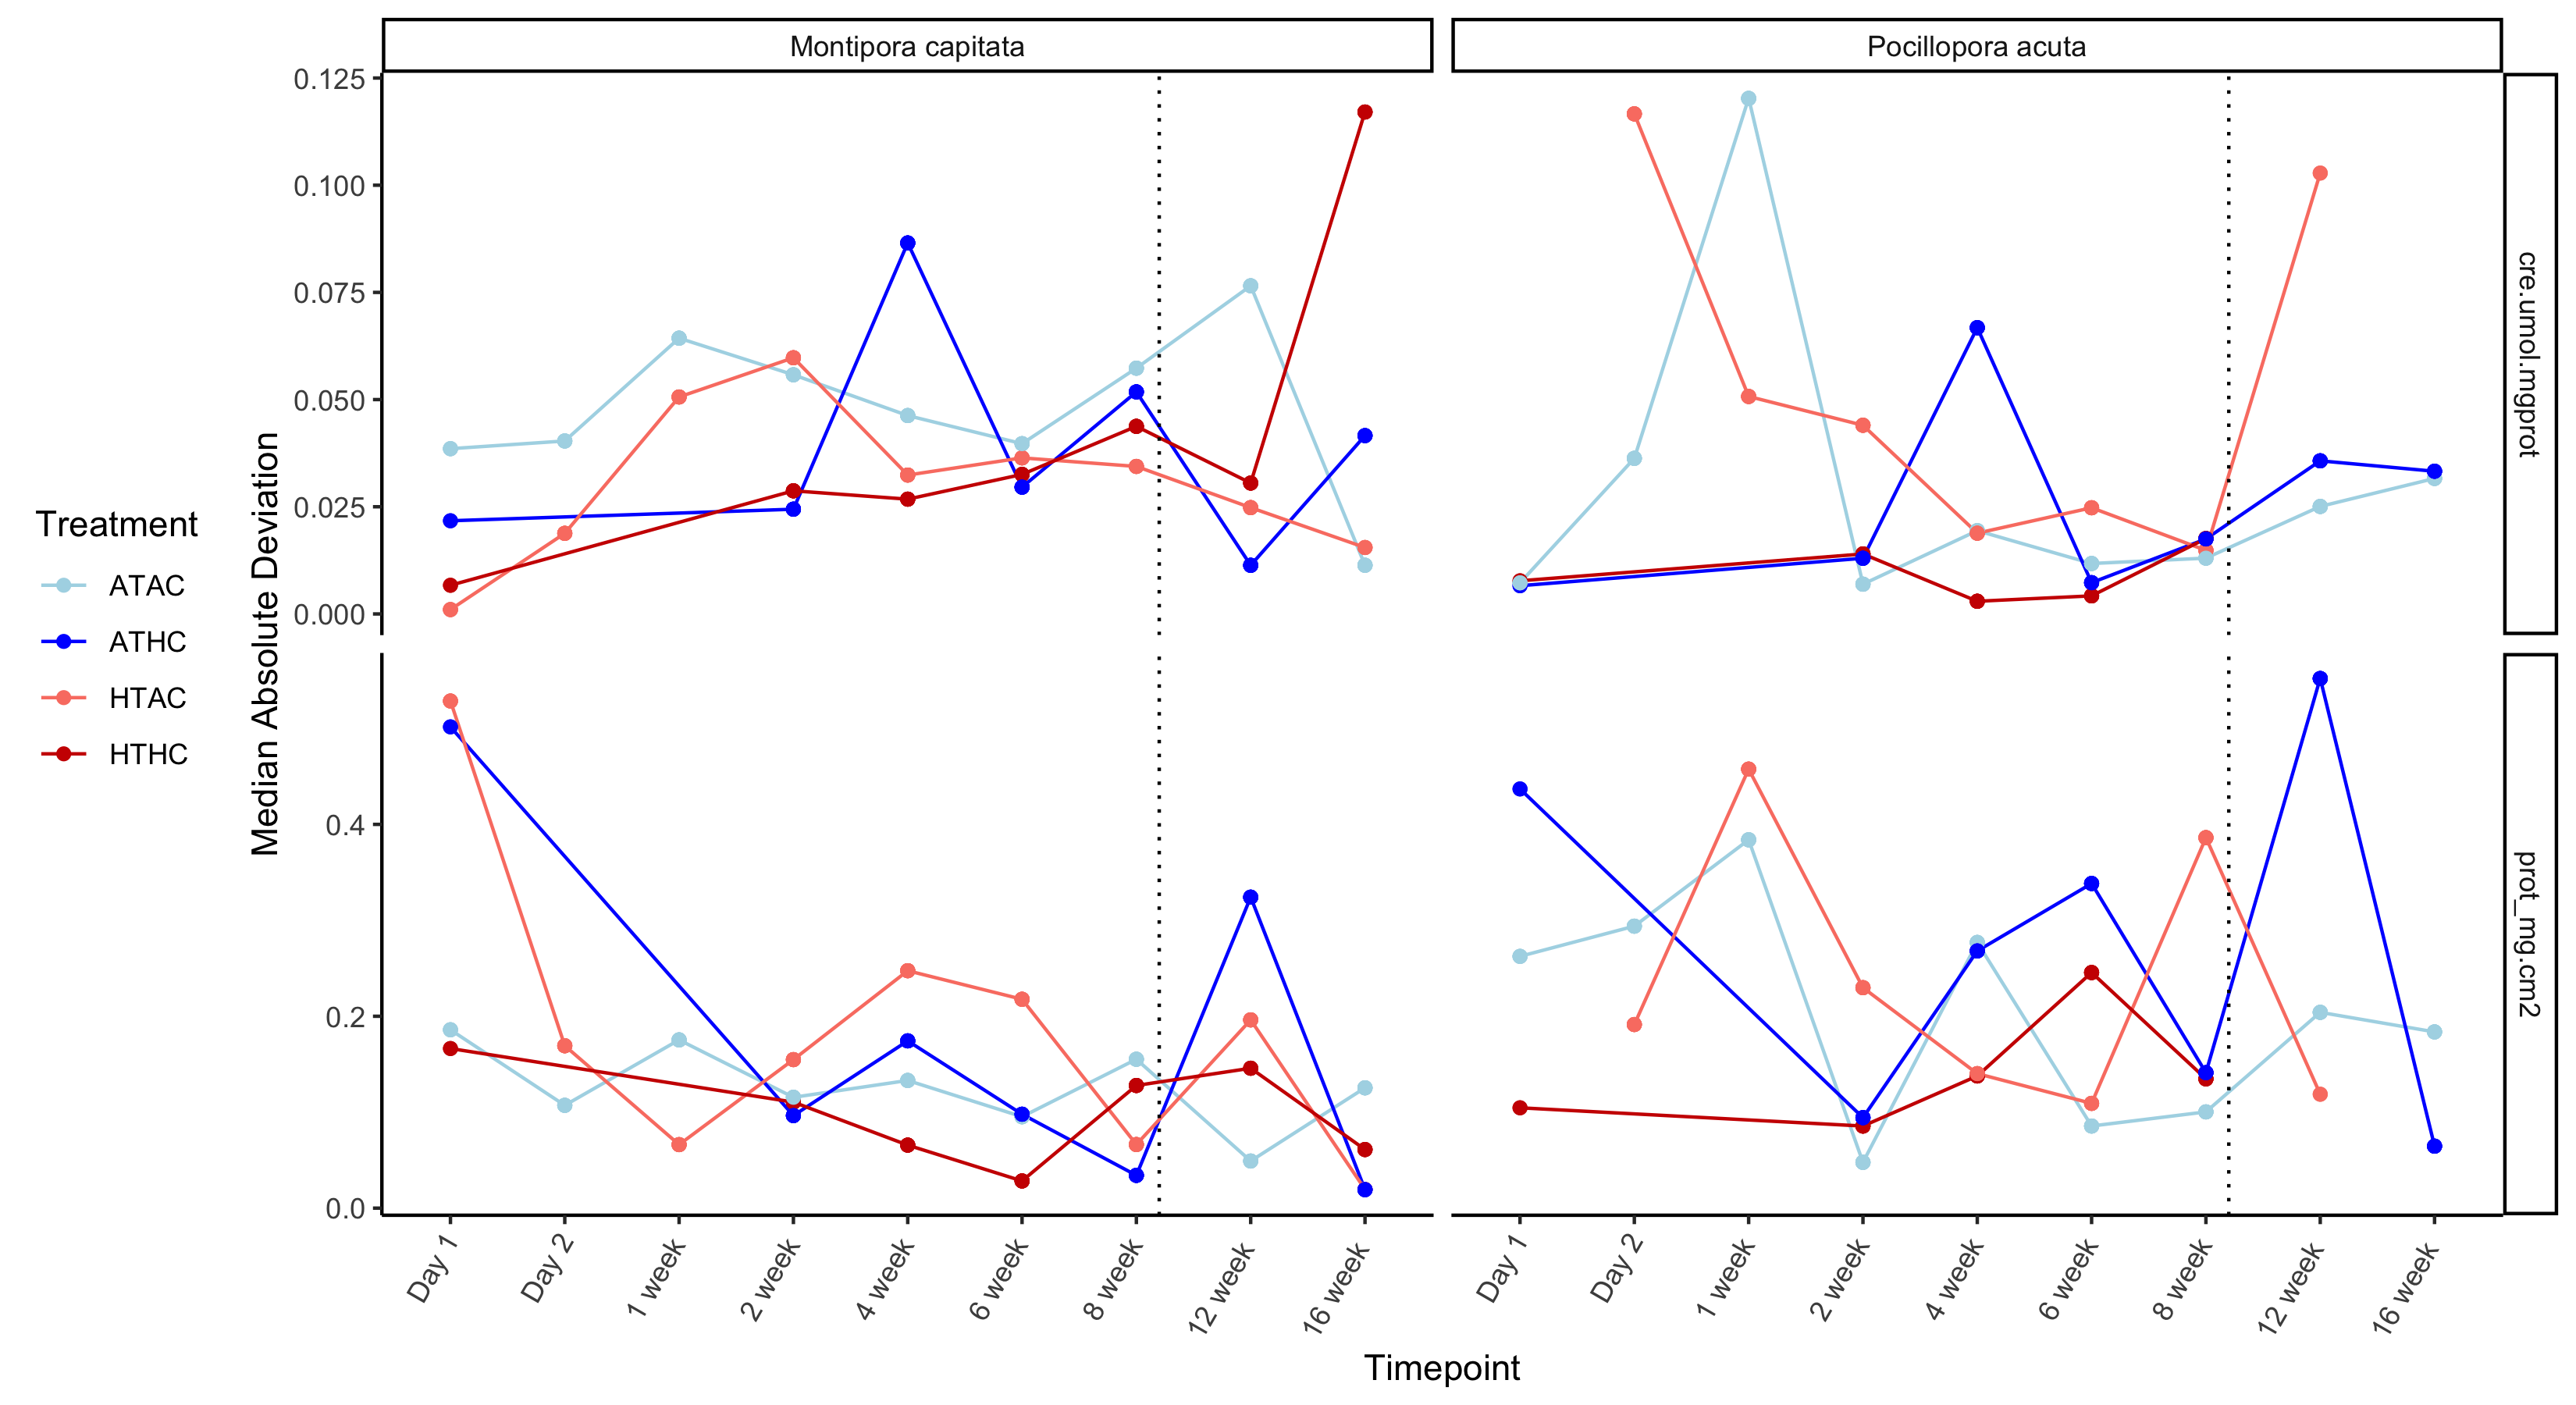 Montipora capitata
Pocillopora acuta
0.125
0.100
0.075
0.050
0.025
0.000
cre.umol.mgprot
Median Absolute Deviation
Treatment
ATAC
ATHC
HTAC
HTHC
0.4
0.2
0.0
prot_mg.cm2
Day 1
Day 2
1 week
2 week
4 week
6 week
8 week
12 week
16 week
Day 1
Day 2
1 week
2 week
4 week
6 week
8 week
12 week
16 week
Timepoint